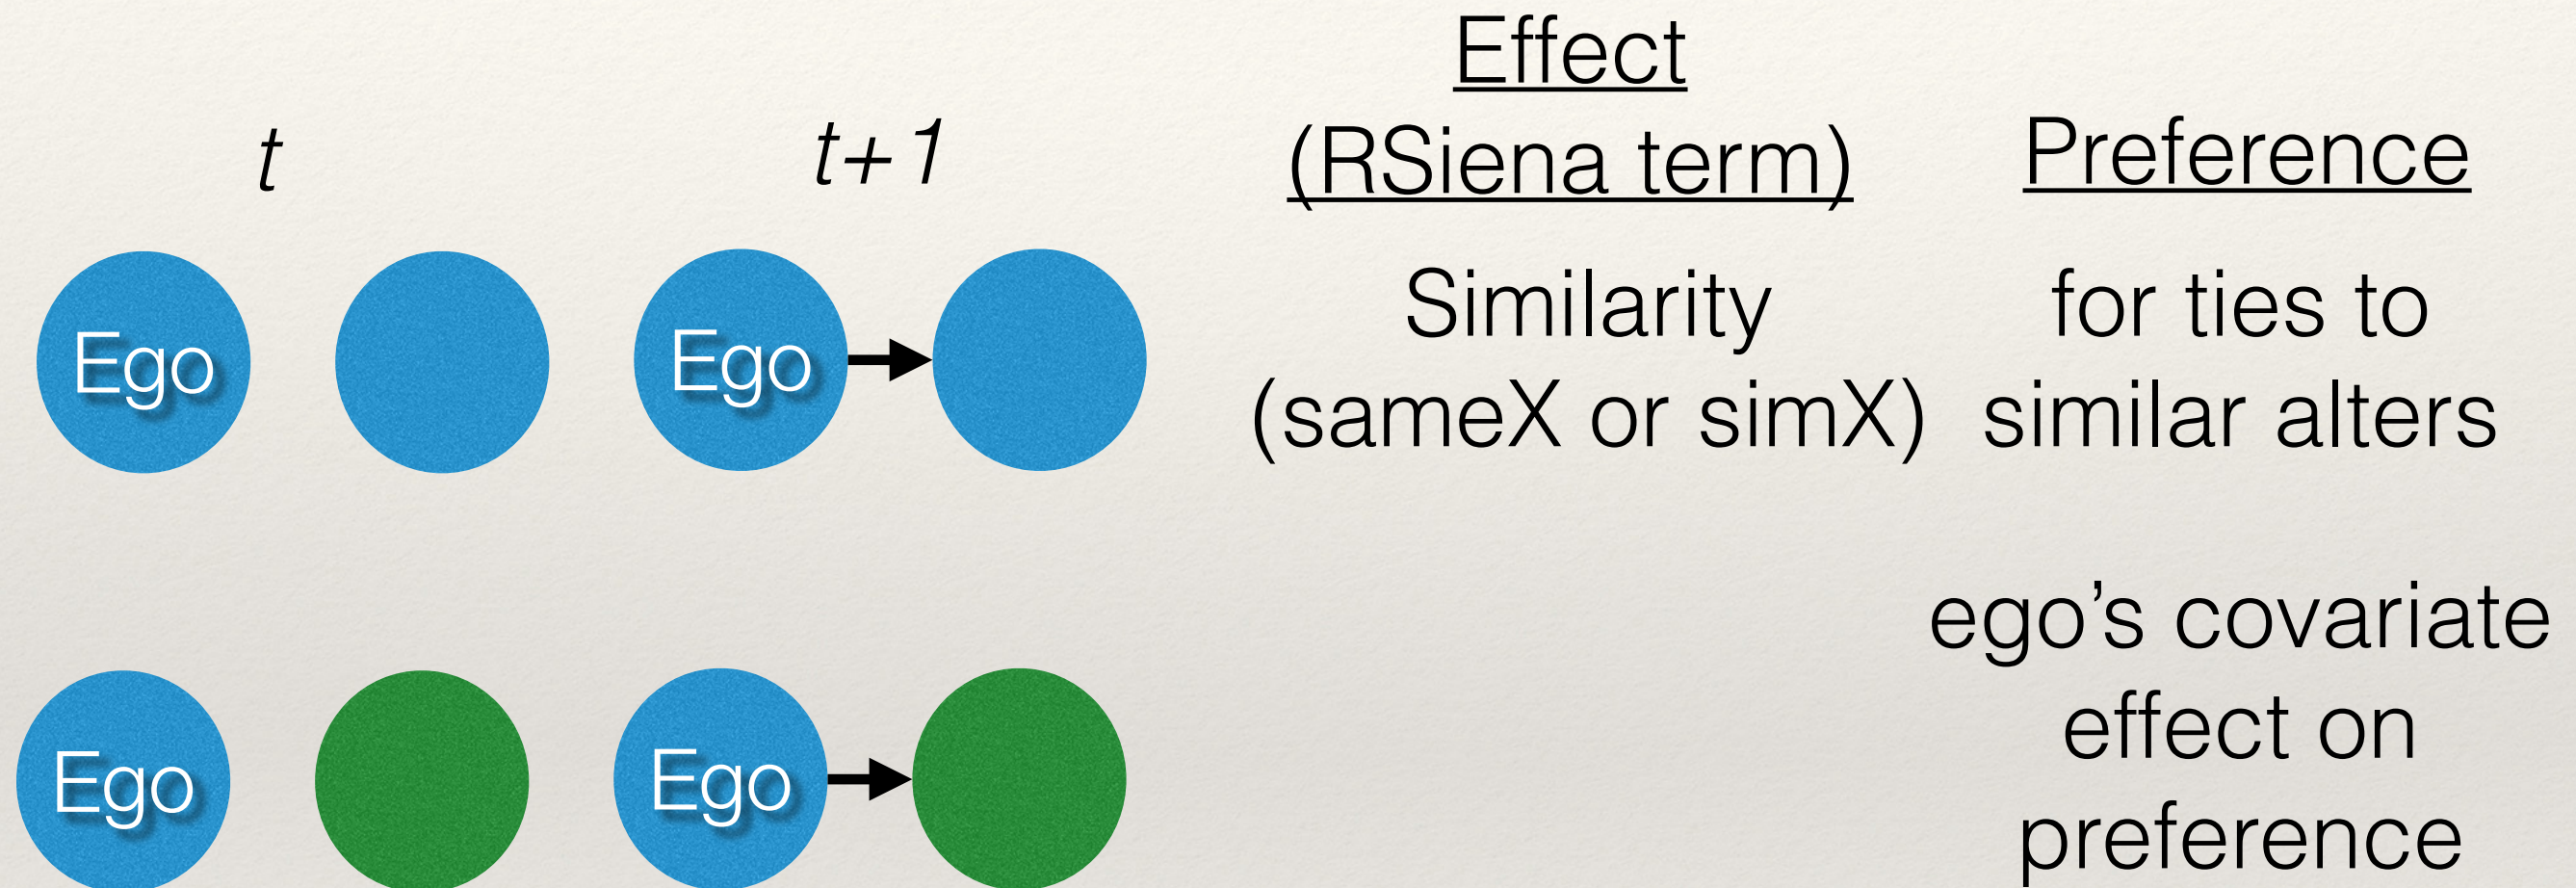 t
t+1
Effect
(RSiena term)
Preference
Ego
Ego
Similarity
(sameX or simX)
for ties to
similar alters
Ego
Ego
ego’s covariate
effect on
preference